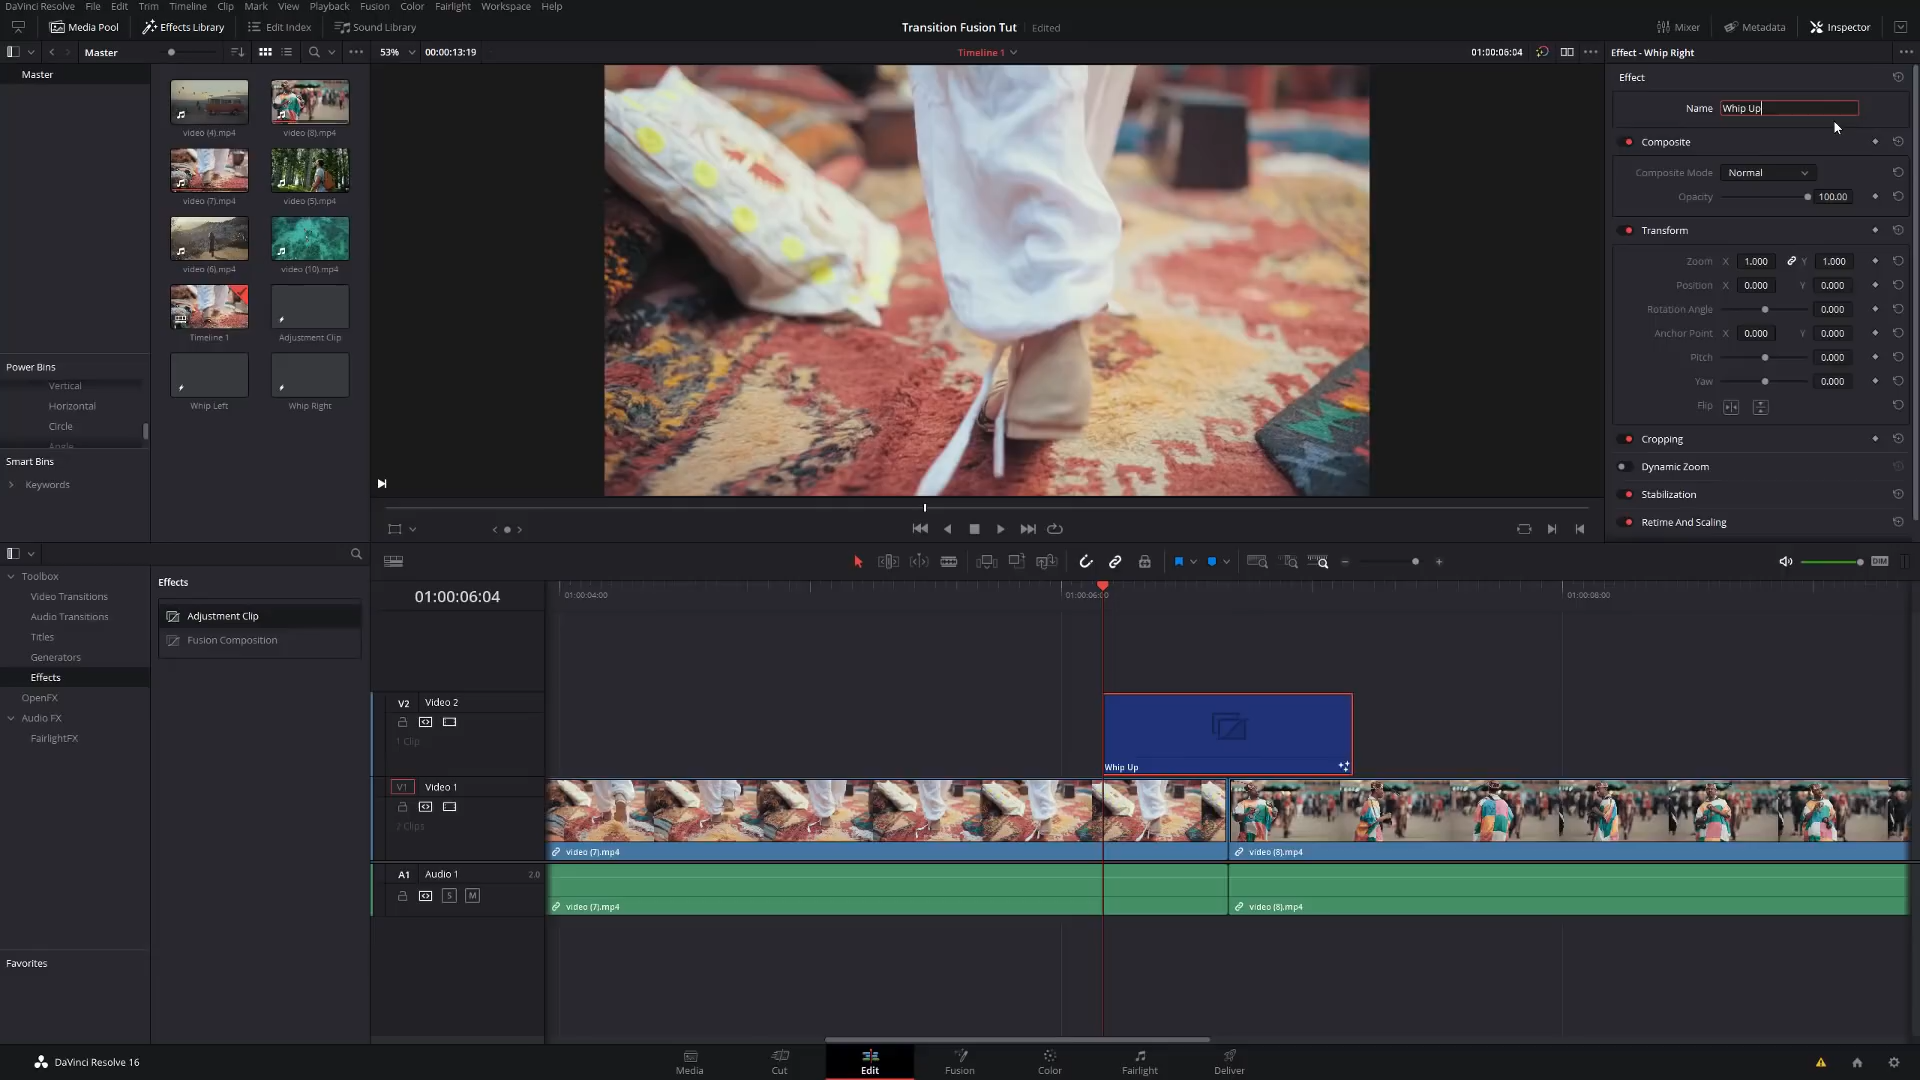 DaVinci Resolve File Edit Trim Timeline Clip Mark View Playback Fusion Color Fairlight Workspace Help
Media Pool Effects Library Edit Index Sound Library
Transition Fusion Tut Edited
Mixer Metadata Inspector
Master
53% 00:00:13:19
Timeline 1
01:00:06:04
Effect - Whip Right
Master
video (4).mp4 video (8).mp4
video (7).mp4 video (5).mp4
video (6).mp4 video (10).mp4
Timeline 1 Adjustment Clip
Whip Left Whip Right
Power Bins
Vertical
Horizontal
Circle
Angle
Smart Bins
Keywords
Effect
Name Whip Up
Composite
Composite Mode Normal
Opacity 100.00
Transform
Zoom X 1.000 Y 1.000
Position X 0.000 Y 0.000
Rotation Angle 0.000
Anchor Point X 0.000 Y 0.000
Pitch 0.000
Yaw 0.000
Flip
Cropping
Dynamic Zoom
Stabilization
Retime And Scaling
DIM
Toolbox
Video Transitions
Audio Transitions
Titles
Generators
Effects
OpenFX
Audio FX
FairlightFX
Favorites
Effects
Adjustment Clip
Fusion Composition
01:00:06:04
01:00:04:00 01:00:06:0 01:00:08:00
V2 Video 2
1 Clip
Whip Up
V1 Video 1
2 Clips
video (7).mp4 video (8).mp4
A1 Audio 1 2.0
S M
video (7).mp4 video (8).mp4
DaVinci Resolve 16
Media Cut Edit Fusion Color Fairlight Deliver